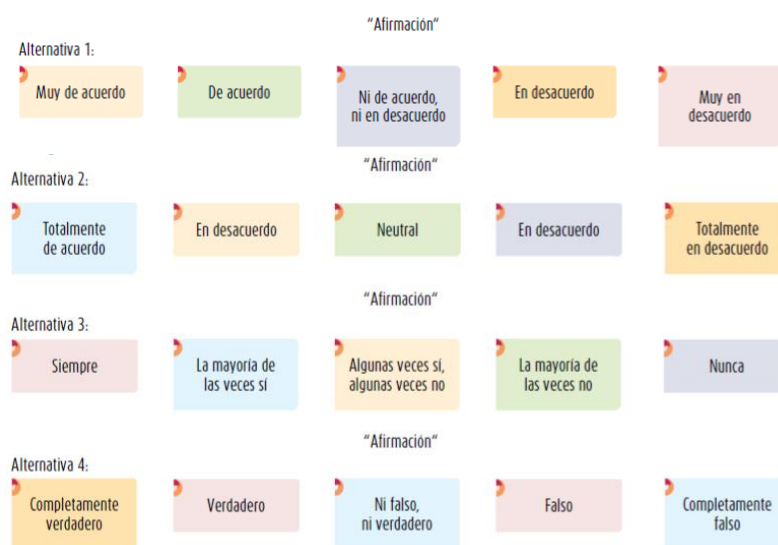 “Afirmación“
Alternativa 1:
Muy de acuerdo
De acuerdo
Ni de acuerdo,
ni en desacuerdo
En desacuerdo
Muy en
desacuerdo
“Afirmación“
Alternativa 2:
Totalmente
de acuerdo
En desacuerdo
Neutral
En desacuerdo
Totalmente
en desacuerdo
“Afirmación“
Alternativa 3:
Siempre
La mayoría de
las veces sí
Algunas veces sí,
algunas veces no
La mayoría de
las veces no
Nunca
“Afirmación“
Alternativa 4:
Completamente
verdadero
Verdadero
Ni falso,
ni verdadero
Falso
Completamente
falso